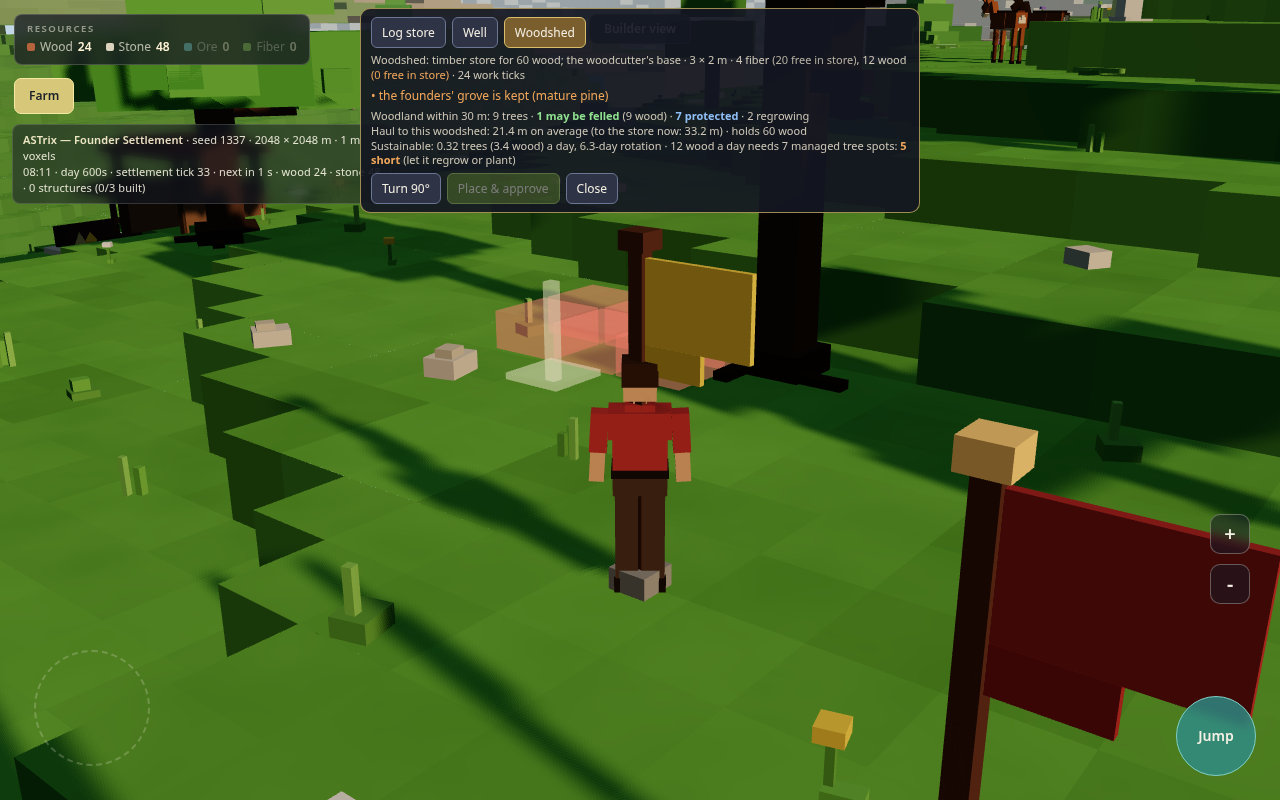 RESOURCES
Wood 24 Stone 48 Ore 0 Fiber 0
Farm
ASTrix — Founder Settlement · seed 1337 · 2048 × 2048 m · 1 m
voxels
08:11 · day 600s · settlement tick 33 · next in 1 s · wood 24 · stone
· 0 structures (0/3 built)
Log store Well Woodshed Builder view
Woodshed: timber store for 60 wood; the woodcutter's base · 3 × 2 m · 4 fiber (20 free in store), 12 wood
(0 free in store) · 24 work ticks
• the founders' grove is kept (mature pine)
Woodland within 30 m: 9 trees · 1 may be felled (9 wood) · 7 protected · 2 regrowing
Haul to this woodshed: 21.4 m on average (to the store now: 33.2 m) · holds 60 wood
Sustainable: 0.32 trees (3.4 wood) a day, 6.3-day rotation · 12 wood a day needs 7 managed tree spots: 5
short (let it regrow or plant)
Turn 90° Place & approve Close
+
-
Jump